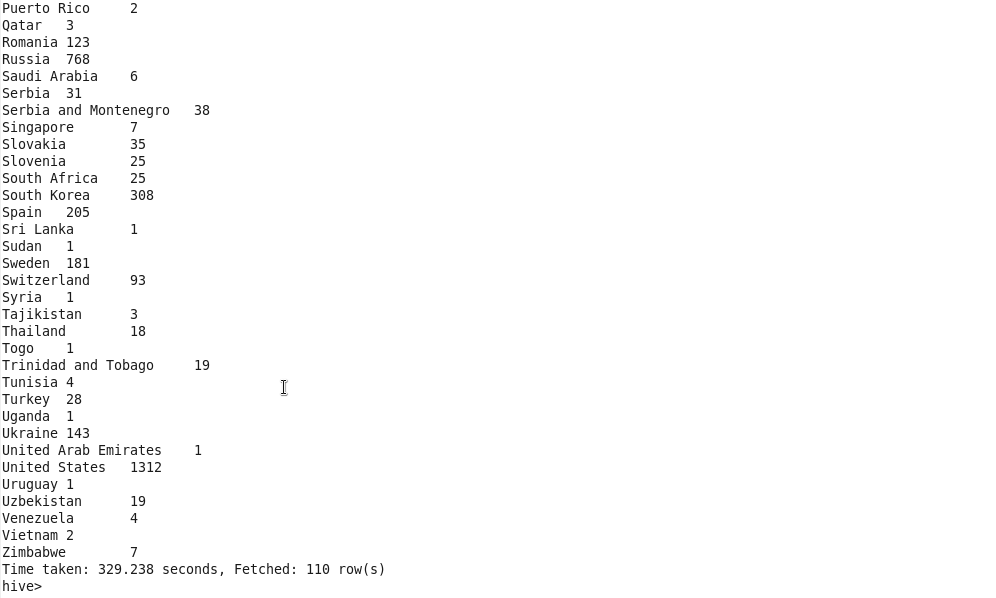 Puerto Rico	2
Qatar	3
Romania	123
Russia	768
Saudi Arabia	6
Serbia	31
Serbia and Montenegro	38
Singapore	7
Slovakia	35
Slovenia	25
South Africa	25
South Korea	308
Spain	205
Sri Lanka	1
Sudan	1
Sweden	181
Switzerland	93
Syria	1
Tajikistan	3
Thailand	18
Togo	1
Trinidad and Tobago	19
Tunisia	4
Turkey	28
Uganda	1
Ukraine	143
United Arab Emirates	1
United States	1312
Uruguay	1
Uzbekistan	19
Venezuela	4
Vietnam	2
Zimbabwe	7
Time taken: 329.238 seconds, Fetched: 110 row(s)
hive>